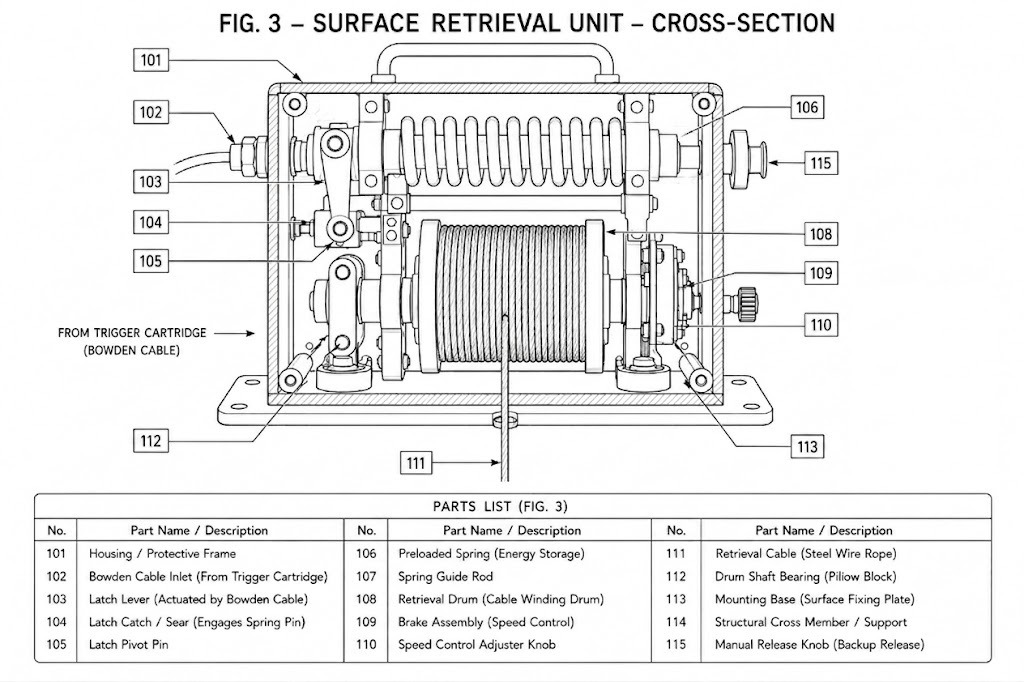 FIG. 3 – SURFACE RETRIEVAL UNIT – CROSS-SECTION
101
102
103
104
105
106
115
108
109
110
FROM TRIGGER CARTRIDGE
(BOWDEN CABLE)
112
111
113
PARTS LIST (FIG. 3)
No. Part Name / Description No. Part Name / Description No. Part Name / Description
101 Housing / Protective Frame 106 Preloaded Spring (Energy Storage) 111 Retrieval Cable (Steel Wire Rope)
102 Bowden Cable Inlet (From Trigger Cartridge) 107 Spring Guide Rod 112 Drum Shaft Bearing (Pillow Block)
103 Latch Lever (Actuated by Bowden Cable) 108 Retrieval Drum (Cable Winding Drum) 113 Mounting Base (Surface Fixing Plate)
104 Latch Catch / Sear (Engages Spring Pin) 109 Brake Assembly (Speed Control) 114 Structural Cross Member / Support
105 Latch Pivot Pin 110 Speed Control Adjuster Knob 115 Manual Release Knob (Backup Release)